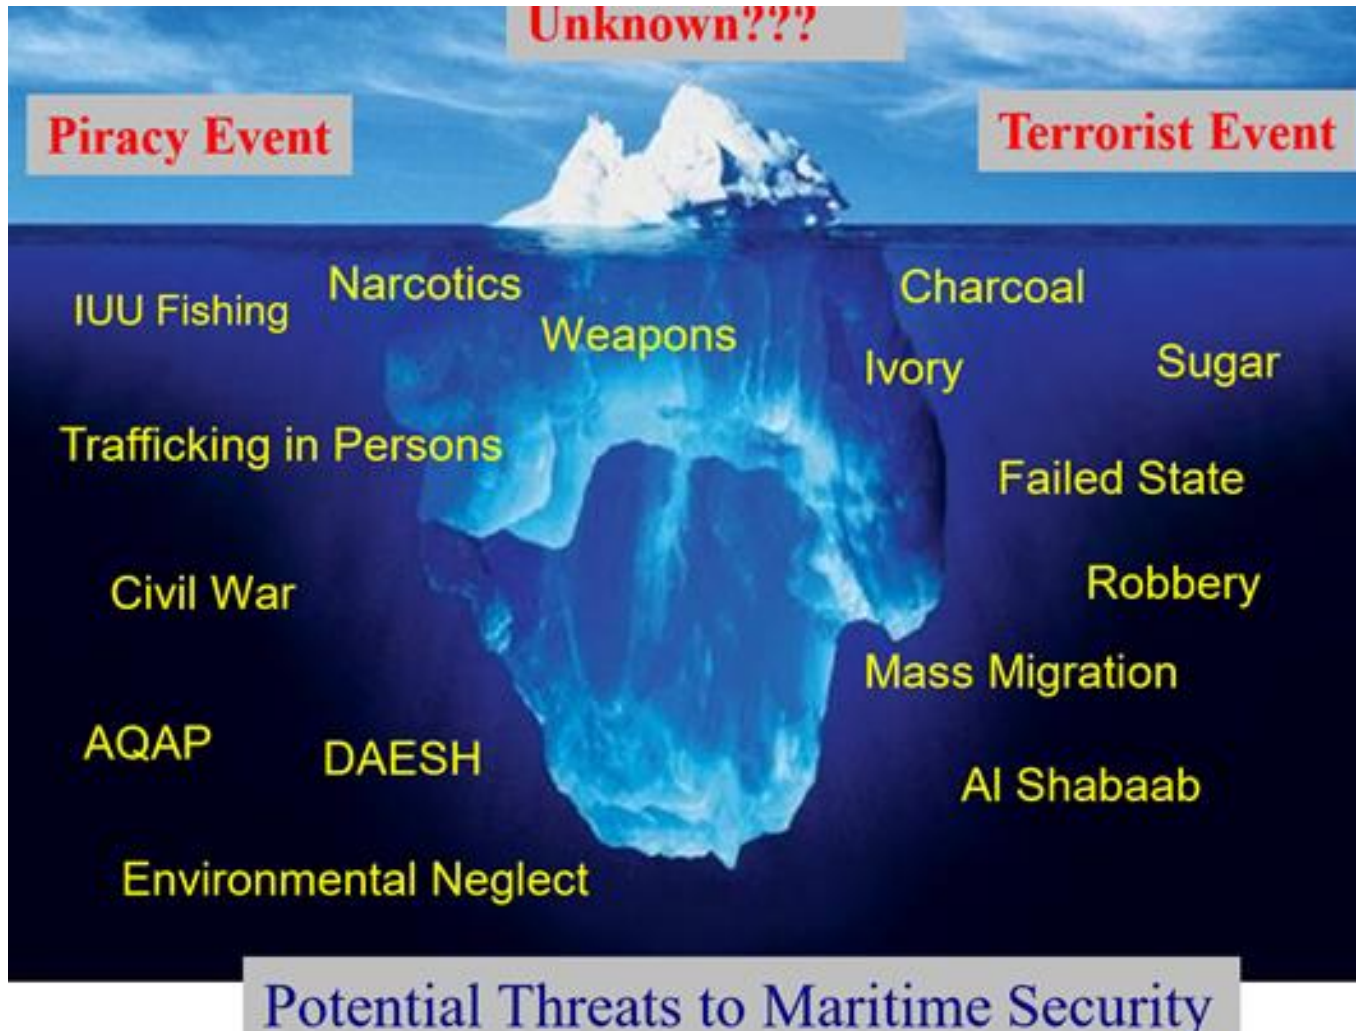 Unknown???
Piracy Event
Terrorist Event
Narcotics
Charcoal
IUU Fishing
Weapons
Ivory
Sugar
Trafficking in Persons
Failed State
Civil War
Robbery
Mass Migration
AQAP
DAESH
Al Shabaab
Environmental Neglect
Potential Threats to Maritime Security